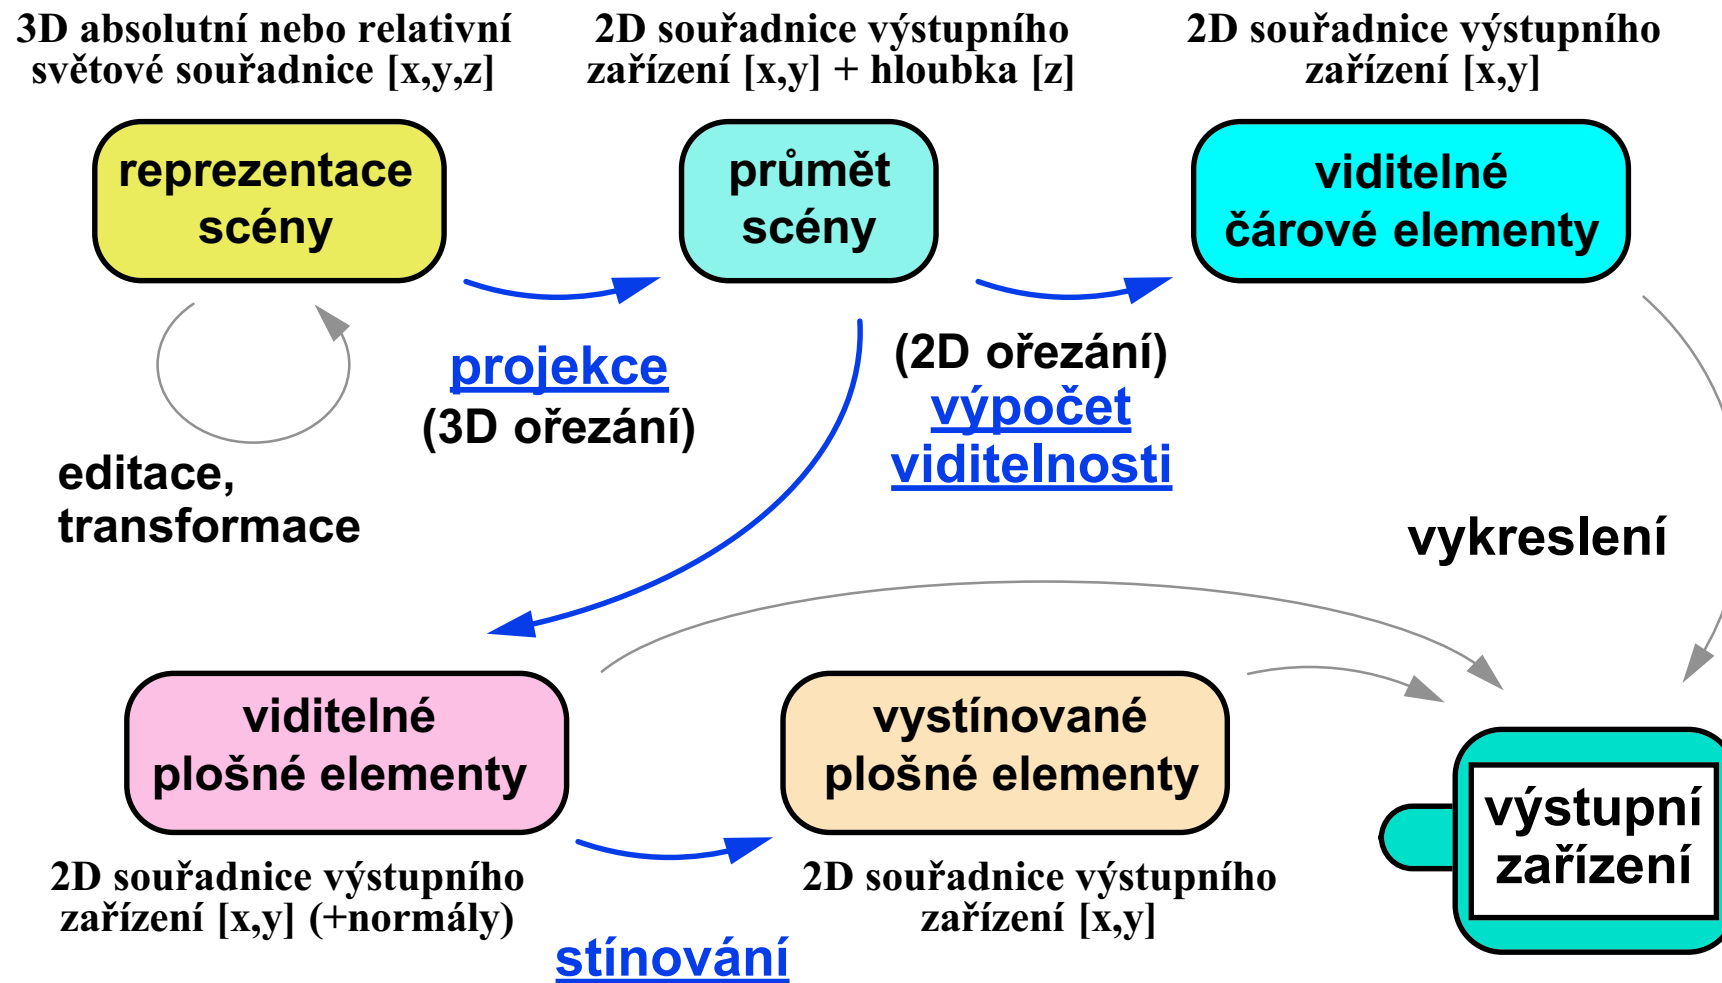 3D absolutní nebo relativní
světové souřadnice [x,y,z]
2D souřadnice výstupního
zařízení [x,y] + hloubka [z]
2D souřadnice výstupního
zařízení [x,y]
reprezentace
scény
průmět
scény
viditelné
čárové elementy
projekce
(3D ořezání)
(2D ořezání)
výpočet
viditelnosti
editace,
transformace
vykreslení
viditelné
plošné elementy
vystínované
plošné elementy
výstupní
zařízení
2D souřadnice výstupního
zařízení [x,y] (+normály)
2D souřadnice výstupního
zařízení [x,y]
stínování